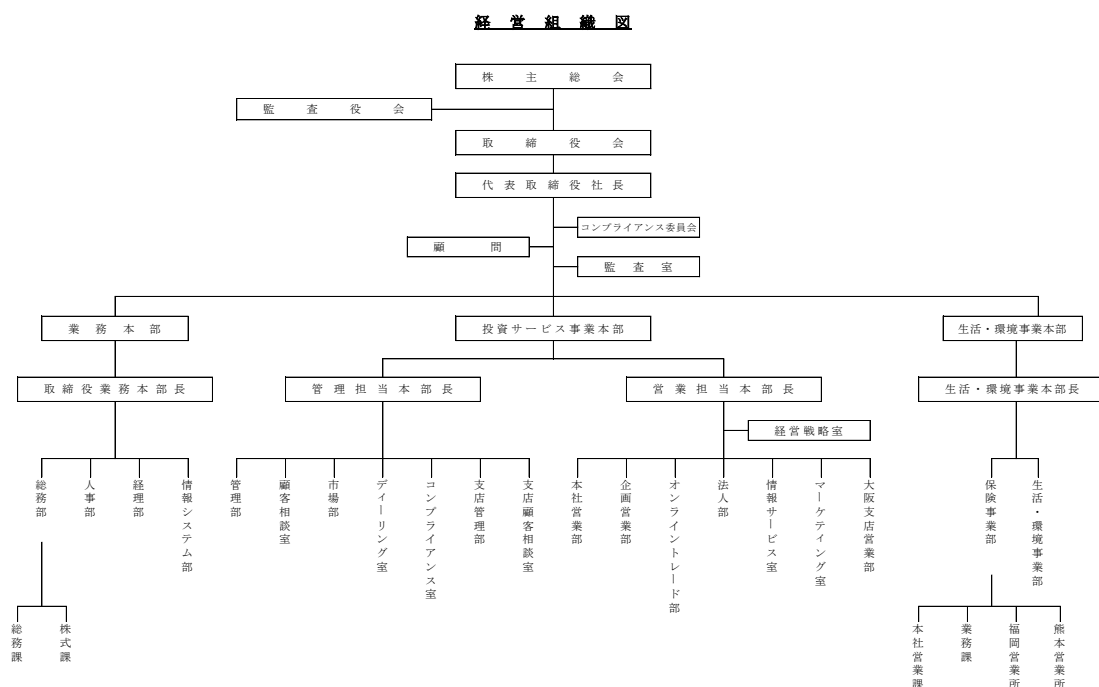 経営組織図
株主総会
監査役会
取締役会
代表取締役社長
コンプライアンス委員会
顧問
監査室
業務本部
投資サービス事業本部
生活・環境事業本部
取締役業務本部長
管理担当本部長
営業担当本部長
生活・環境事業本部長
経営戦略室
総務部
人事部
経理部
情報システム部
管理部
顧客相談室
市場部
ディーリング室
コンプライアンス室
支店管理部
支店顧客相談室
本社営業部
企画営業部
オンライントレード部
法人部
情報サービス室
マーケティング室
大阪支店営業部
保険事業部
生活・環境事業部
総務課
株式課
本社営業課
業務課
福岡営業所
熊本営業所